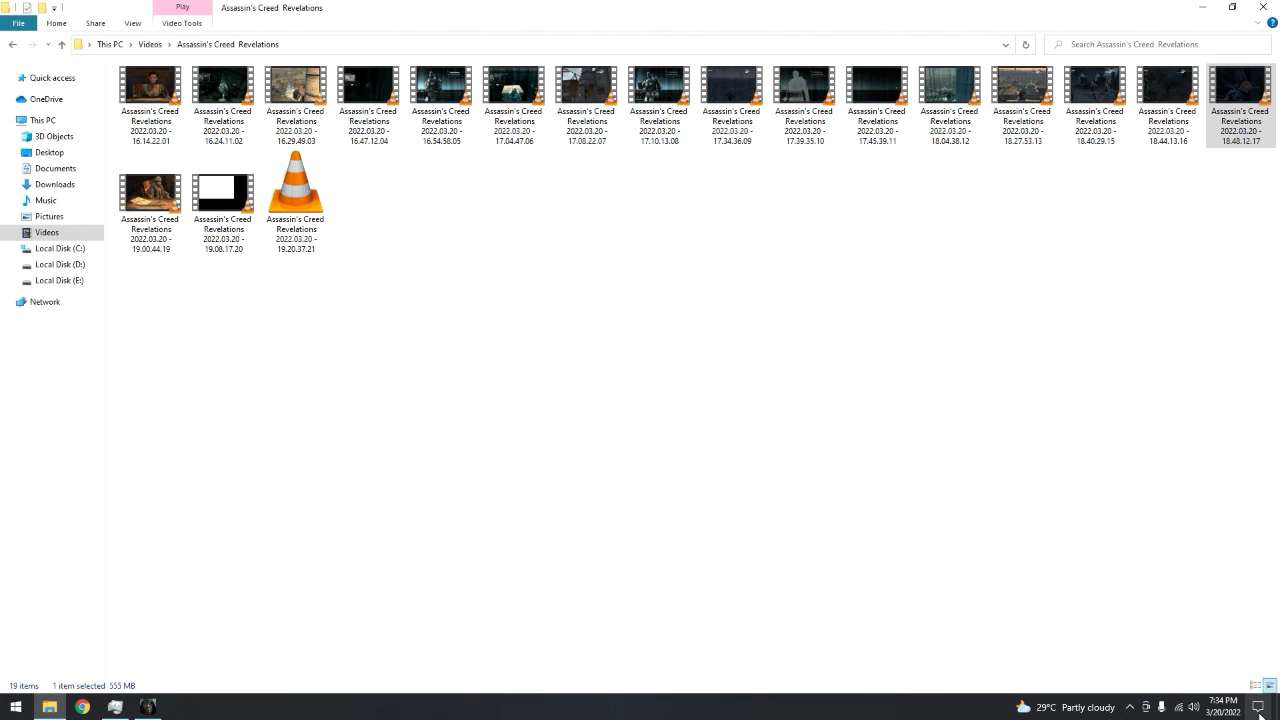 Play
Assassin's Creed  Revelations
File
Home
Share
View
Video Tools
This PC
Videos
Assassin's Creed  Revelations
Search Assassin's Creed  Revelations
Quick access
OneDrive
This PC
3D Objects
Desktop
Documents
Downloads
Music
Pictures
Videos
Local Disk (C:)
Local Disk (D:)
Local Disk (E:)
Network
Assassin's Creed
Revelations
2022.03.20 -
16.14.22.01
Assassin's Creed
Revelations
2022.03.20 -
16.24.11.02
Assassin's Creed
Revelations
2022.03.20 -
16.29.49.03
Assassin's Creed
Revelations
2022.03.20 -
16.47.12.04
Assassin's Creed
Revelations
2022.03.20 -
16.54.58.05
Assassin's Creed
Revelations
2022.03.20 -
17.04.47.06
Assassin's Creed
Revelations
2022.03.20 -
17.08.22.07
Assassin's Creed
Revelations
2022.03.20 -
17.10.13.08
Assassin's Creed
Revelations
2022.03.20 -
17.34.36.09
Assassin's Creed
Revelations
2022.03.20 -
17.39.35.10
Assassin's Creed
Revelations
2022.03.20 -
17.45.39.11
Assassin's Creed
Revelations
2022.03.20 -
18.04.38.12
Assassin's Creed
Revelations
2022.03.20 -
18.27.53.13
Assassin's Creed
Revelations
2022.03.20 -
18.40.29.15
Assassin's Creed
Revelations
2022.03.20 -
18.44.13.16
Assassin's Creed
Revelations
2022.03.20 -
18.48.12.17
Assassin's Creed
Revelations
2022.03.20 -
19.00.44.19
Assassin's Creed
Revelations
2022.03.20 -
19.08.17.20
Assassin's Creed
Revelations
2022.03.20 -
19.20.37.21
19 items
1 item selected  555 MB
29°C  Partly cloudy
7:34 PM
3/20/2022